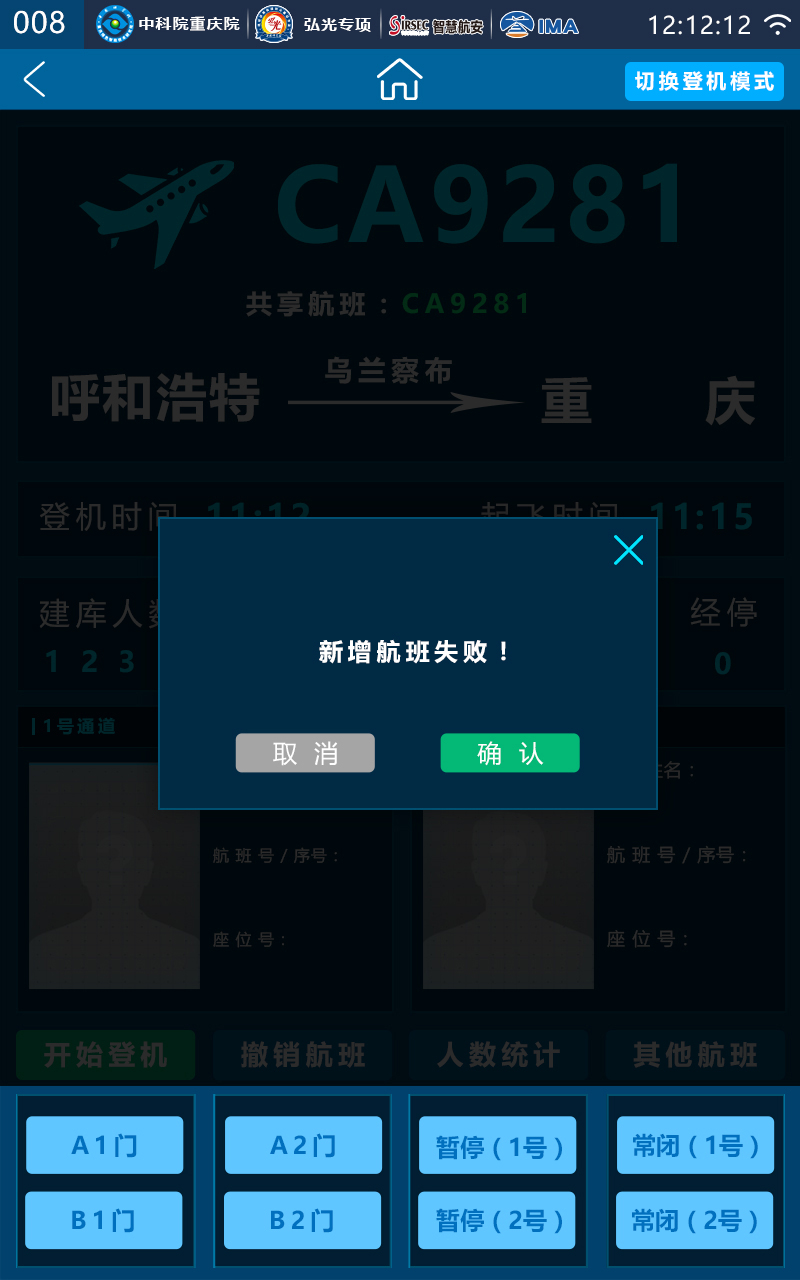 008 中科院重庆院 弘光专项 SiRSEC 智慧航安 IMA 12:12:12
切换登机模式
CA9281
共享航班：CA9281
乌兰察布
呼和浩特 重 庆
登机时间 11:12 起飞时间 11:15
建库人数 经停
1 2 3 0
新增航班失败！
取 消 确 认
1号通道
姓名：
航班号/序号： 航班号/序号：
座位号： 座位号：
开始登机 撤销航班 人数统计 其他航班
A1门 A2门 暂停（1号） 常闭（1号）
B1门 B2门 暂停（2号） 常闭（2号）